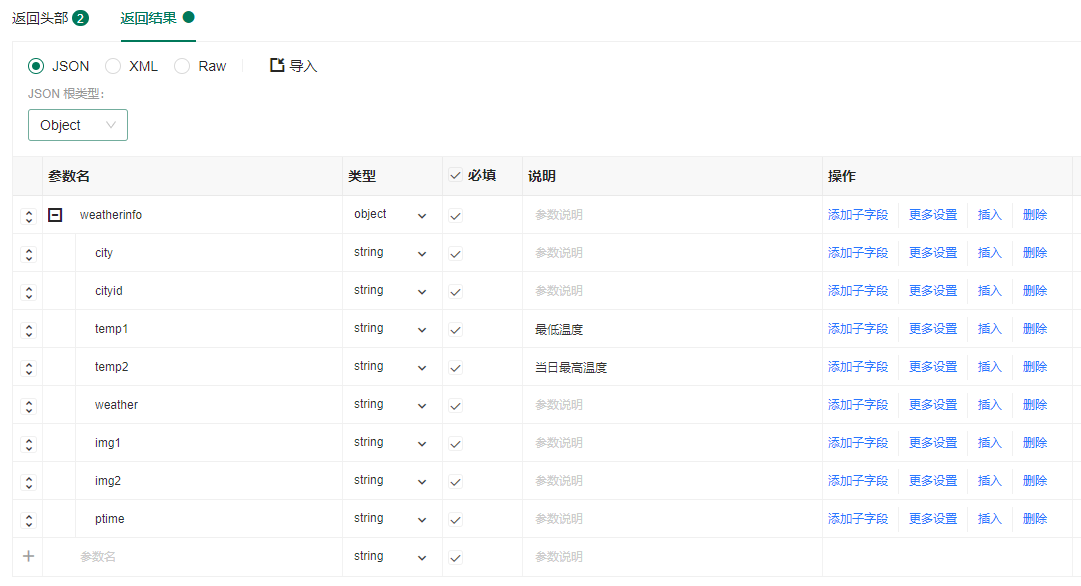 返回头部 2 返回结果
JSON XML Raw 导入
JSON 根类型:
Object
参数名 类型 必填 说明 操作
weatherinfo object 参数说明 添加子字段 更多设置 插入 删除
city string 参数说明 添加子字段 更多设置 插入 删除
cityid string 参数说明 添加子字段 更多设置 插入 删除
temp1 string 最低温度 添加子字段 更多设置 插入 删除
temp2 string 当日最高温度 添加子字段 更多设置 插入 删除
weather string 参数说明 添加子字段 更多设置 插入 删除
img1 string 参数说明 添加子字段 更多设置 插入 删除
img2 string 参数说明 添加子字段 更多设置 插入 删除
ptime string 参数说明 添加子字段 更多设置 插入 删除
参数名 string 参数说明